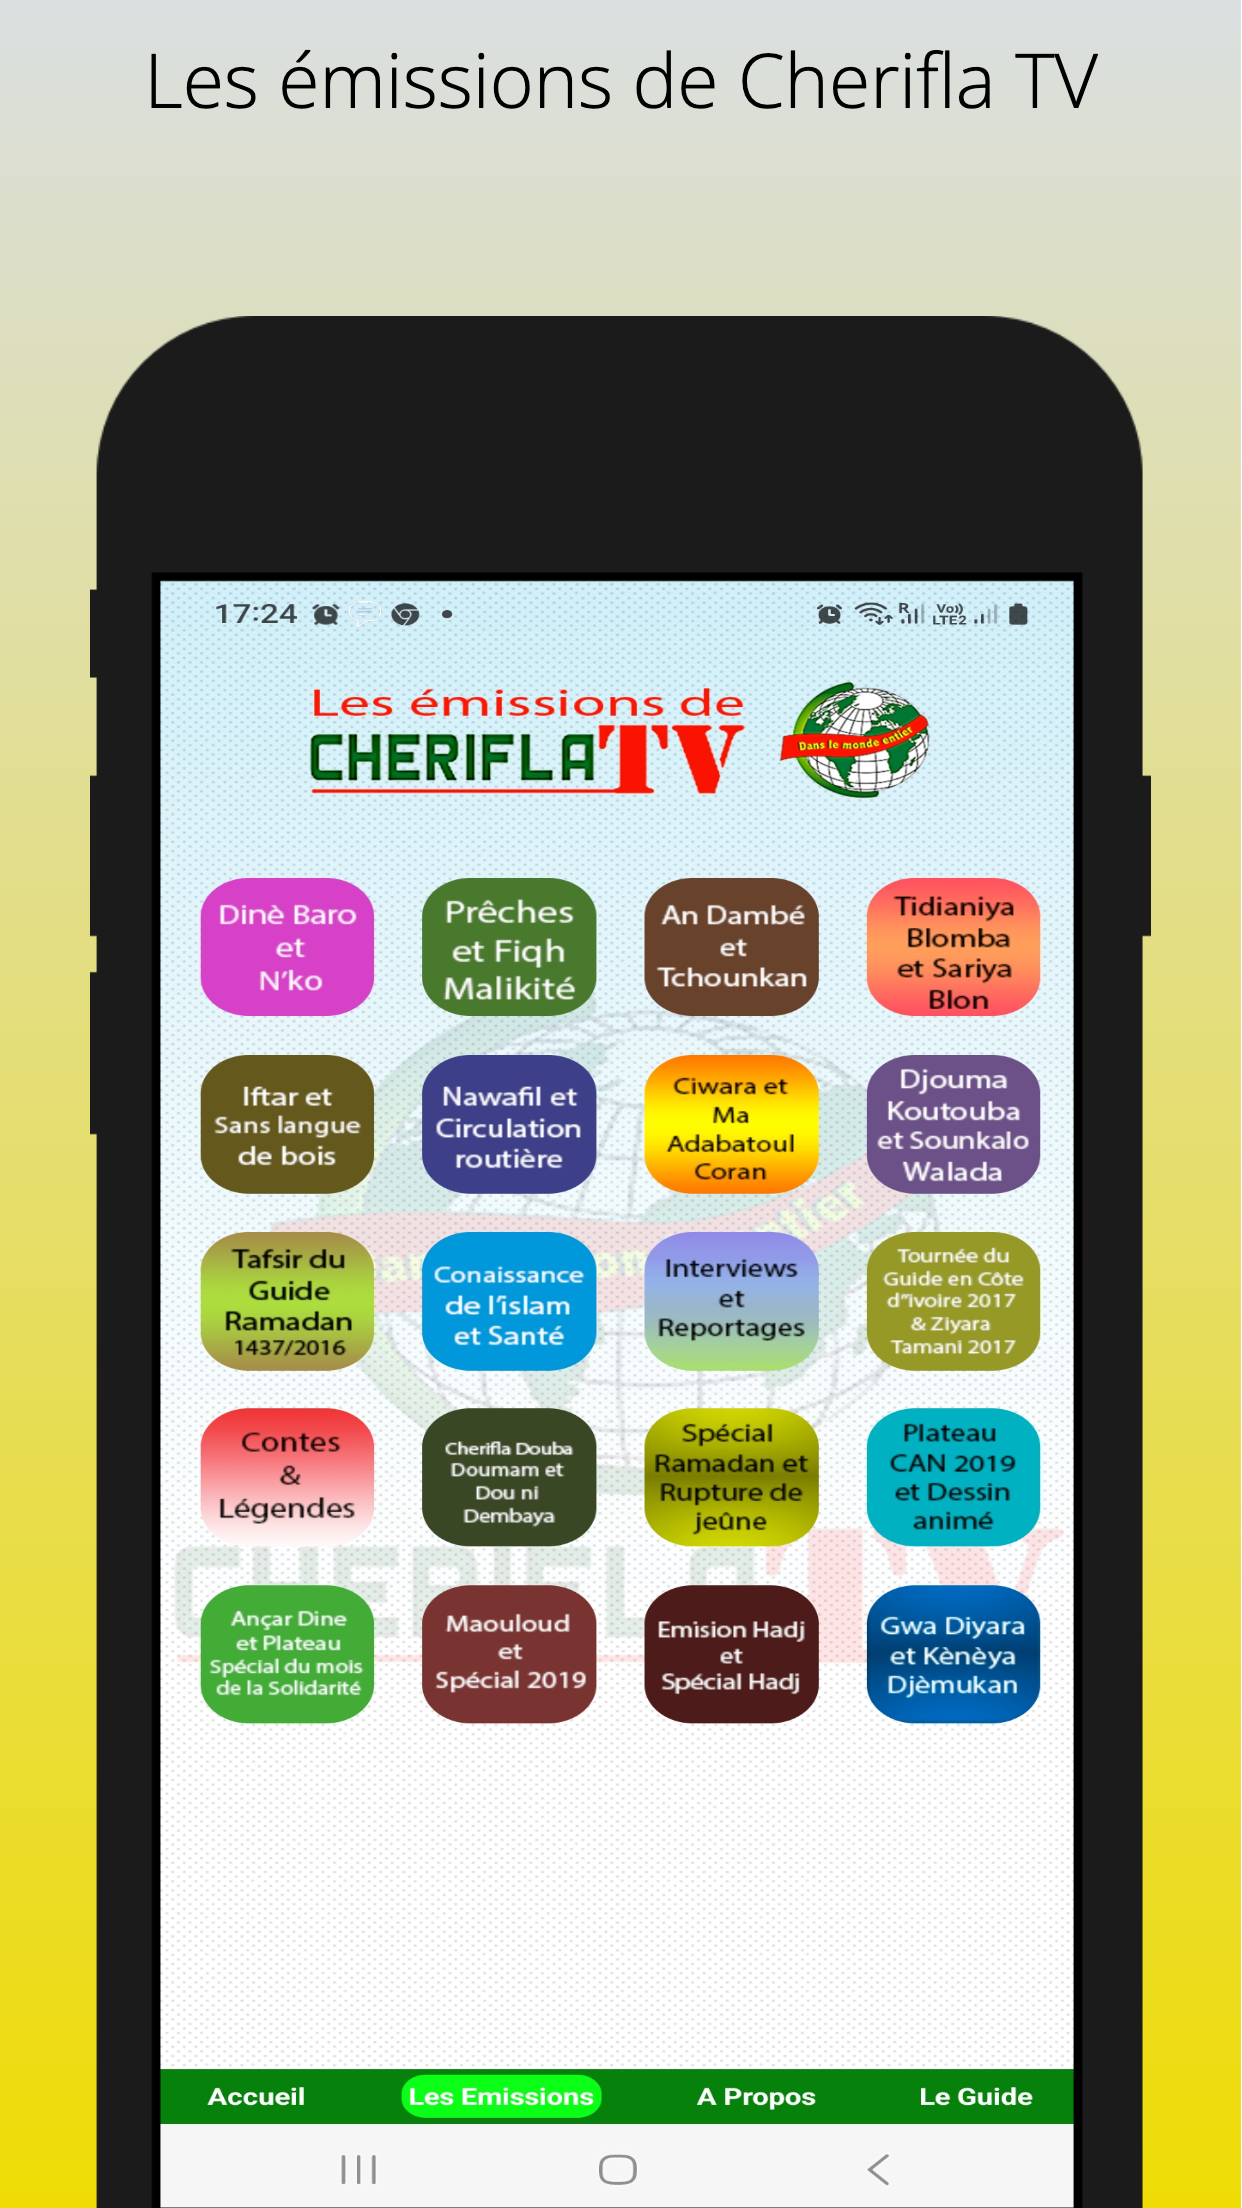 Les émissions de Cherifla TV
17:24
R
Vo))
LTE2
Les émissions de
CHERIFLATV
Dans le monde entier
Dinè Baro
et
N'ko
Prêches
et Fiqh
Malikité
An Dambé
et
Tchounkan
Tidianiya
Blomba
et Sariya
Blon
Iftar et
Sans langue
de bois
Nawafil et
Circulation
routière
Ciwara et
Ma
Adabatoul
Coran
Djouma
Koutouba
et Sounkalo
Walada
Tafsir du
Guide
Ramadan
1437/2016
Conaissance
de l'islam
et Santé
Interviews
et
Reportages
Tournée du
Guide en Côte
d"ivoire 2017
& Ziyara
Tamani 2017
Contes
&
Légendes
Cherifla Douba
Doumam et
Dou ni
Dembaya
Spécial
Ramadan et
Rupture de
jeûne
Plateau
CAN 2019
et Dessin
animé
Ançar Dine
et Plateau
Spécial du mois
de la Solidarité
Maouloud
et
Spécial 2019
Emision Hadj
et
Spécial Hadj
Gwa Diyara
et Kènèya
Djèmukan
CHERIFLA TV
Accueil
Les Emissions
A Propos
Le Guide